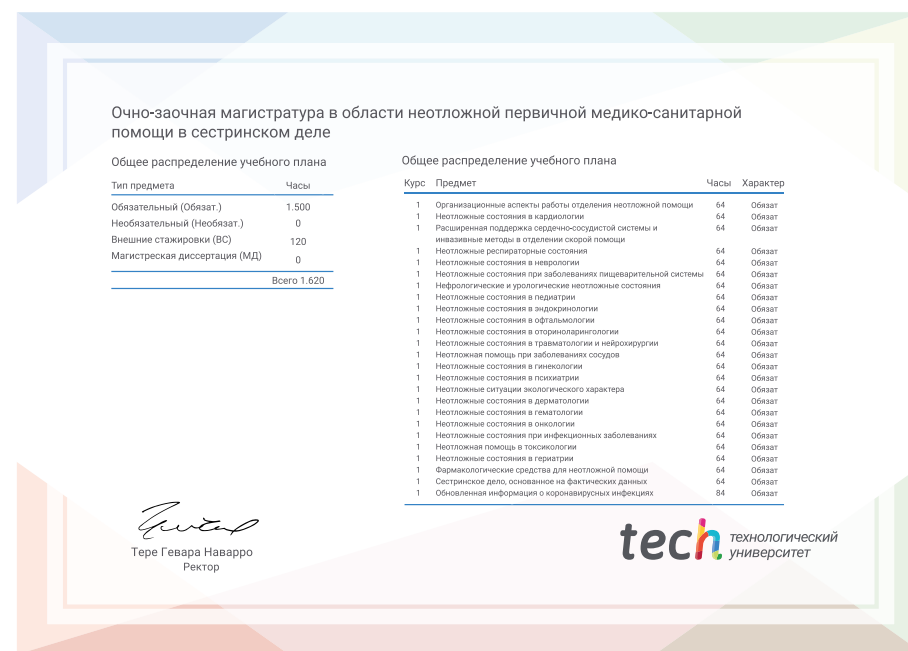 Очно-заочная магистратура в области неотложной первичной медико-санитарной
помощи в сестринском деле
Общее распределение учебного плана
Тип предмета Часы
Обязательный (Обязат.) 1.500
Необязательный (Необязат.) 0
Внешние стажировки (ВС) 120
Магистреская диссертация (МД) 0
Всего 1.620
Общее распределение учебного плана
Курс Предмет Часы Характер
1 Организационные аспекты работы отделения неотложной помощи 64 Обязат
1 Неотложные состояния в кардиологии 64 Обязат
1 Расширенная поддержка сердечно-сосудистой системы и 64 Обязат
инвазивные методы в отделении скорой помощи
1 Неотложные респираторные состояния 64 Обязат
1 Неотложные состояния в неврологии 64 Обязат
1 Неотложные состояния при заболеваниях пищеварительной системы 64 Обязат
1 Нефрологические и урологические неотложные состояния 64 Обязат
1 Неотложные состояния в педиатрии 64 Обязат
1 Неотложные состояния в эндокринологии 64 Обязат
1 Неотложные состояния в офтальмологии 64 Обязат
1 Неотложные состояния в оториноларингологии 64 Обязат
1 Неотложные состояния в травматологии и нейрохирургии 64 Обязат
1 Неотложная помощь при заболеваниях сосудов 64 Обязат
1 Неотложные состояния в гинекологии 64 Обязат
1 Неотложные состояния в психиатрии 64 Обязат
1 Неотложные ситуации экологического характера 64 Обязат
1 Неотложные состояния в дерматологии 64 Обязат
1 Неотложные состояния в гематологии 64 Обязат
1 Неотложные состояния в онкологии 64 Обязат
1 Неотложные состояния при инфекционных заболеваниях 64 Обязат
1 Неотложная помощь в токсикологии 64 Обязат
1 Неотложные состояния в гериатрии 64 Обязат
1 Фармакологические средства для неотложной помощи 64 Обязат
1 Сестринское дело, основанное на фактических данных 64 Обязат
1 Обновленная информация о коронавирусных инфекциях 84 Обязат
Тере Гевара Наварро
Ректор
tech технологический
университет